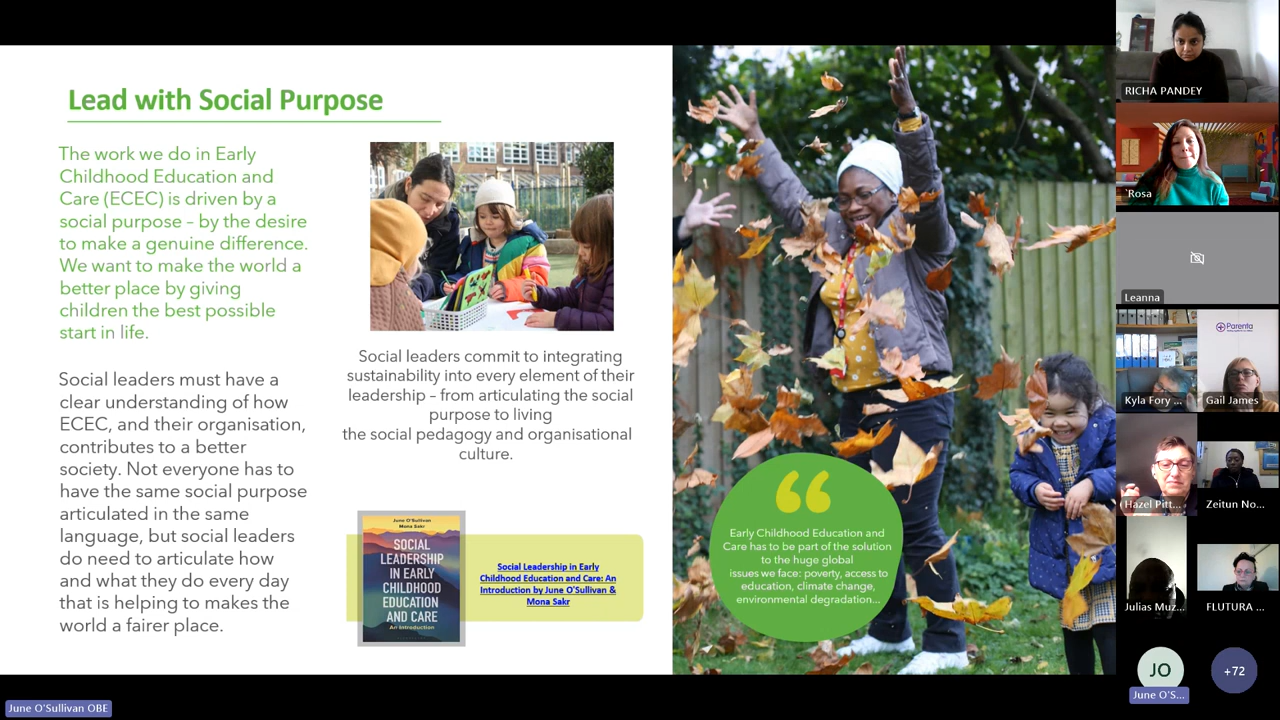 Lead with Social Purpose
The work we do in Early
Childhood Education and
Care (ECEC) is driven by a
social purpose – by the desire
to make a genuine difference.
We want to make the world a
better place by giving
children the best possible
start in life.
Social leaders must have a
clear understanding of how
ECEC, and their organisation,
contributes to a better
society. Not everyone has to
have the same social purpose
articulated in the same
language, but social leaders
do need to articulate how
and what they do every day
that is helping to makes the
world a fairer place.
Social leaders commit to integrating
sustainability into every element of their
leadership – from articulating the social
purpose to living
the social pedagogy and organisational
culture.
June O'Sullivan
Mona Sakr
SOCIAL
LEADERSHIP
IN EARLY
CHILDHOOD
EDUCATION
AND CARE
An Introduction
Social Leadership in Early
Childhood Education and Care: An
Introduction by June O'Sullivan &
Mona Sakr
“
Early Childhood Education and
Care has to be part of the solution
to the huge global
issues we face: poverty, access to
education, climate change,
environmental degradation...
RICHA PANDEY
`Rosa
Leanna
Parenta
Kyla Fory ...
Gail James
Hazel Pitt...
Zeitun No...
Julias Muz...
FLUTURA ...
JO
+72
June O'S...
June O'Sullivan OBE